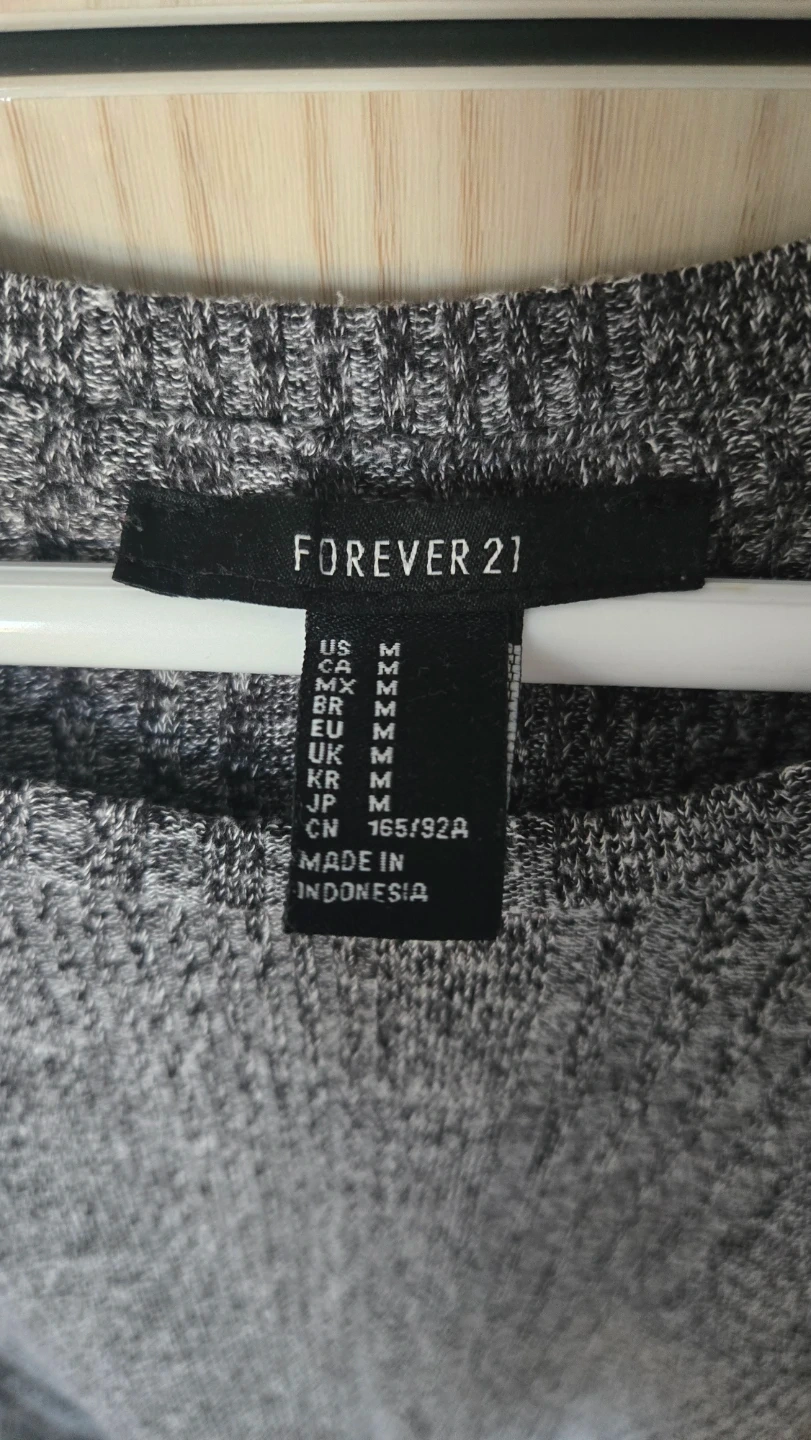 FOREVER 21
US M
CA M
MX M
BR M
EU M
UK M
KR M
JP M
CN 165/92A
MADE IN
INDONESIA